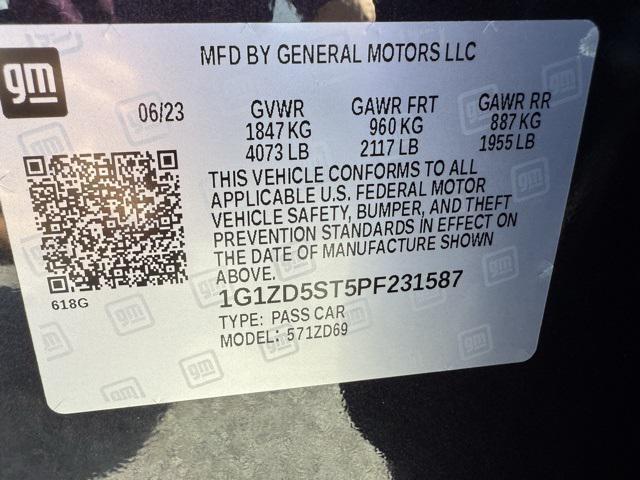 gm
MFD BY GENERAL MOTORS LLC
06/23
GVWR
1847 KG
4073 LB
GAWR FRT
960 KG
2117 LB
GAWR RR
887 KG
1955 LB
THIS VEHICLE CONFORMS TO ALL
APPLICABLE U.S. FEDERAL MOTOR
VEHICLE SAFETY, BUMPER, AND THEFT
PREVENTION STANDARDS IN EFFECT ON
THE DATE OF MANUFACTURE SHOWN
ABOVE.
618G
1G1ZD5ST5PF231587
TYPE: PASS CAR
MODEL: 571ZD69